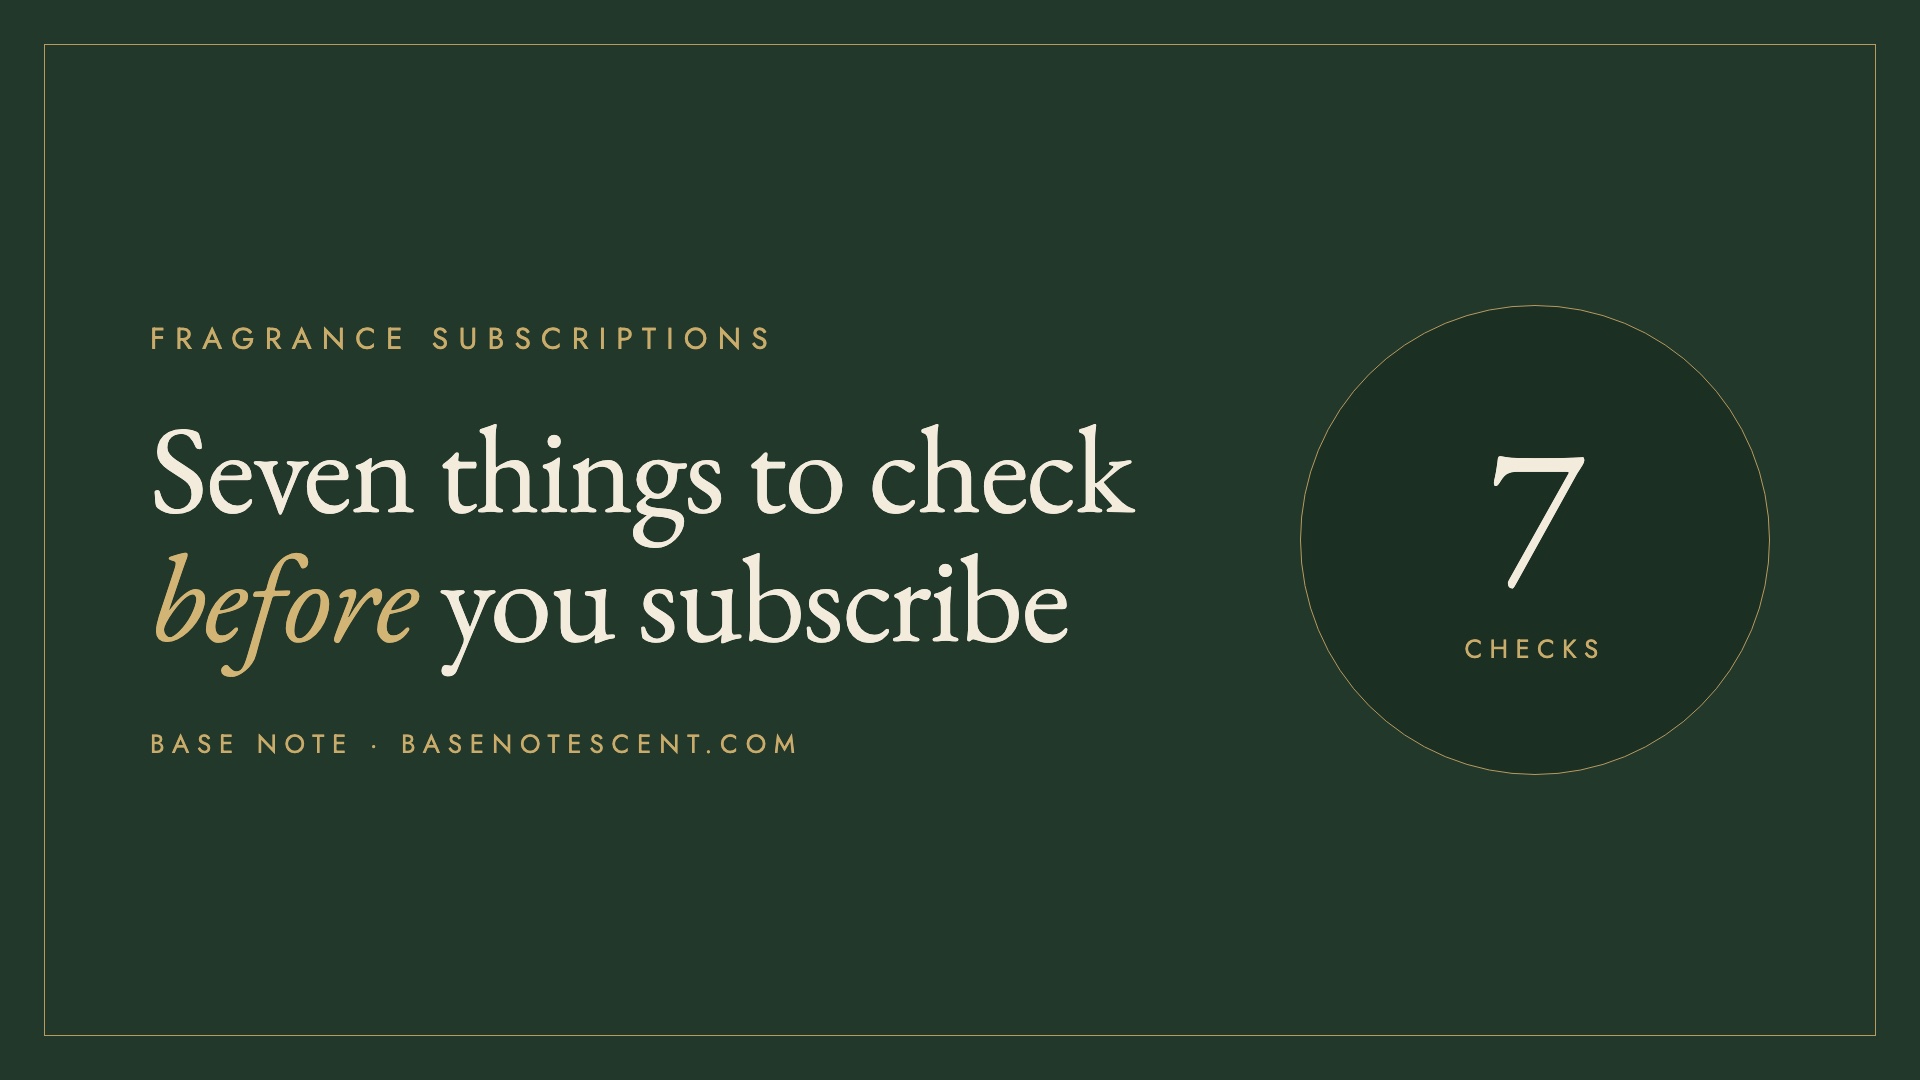 FRAGRANCE SUBSCRIPTIONS
Seven things to check
before you subscribe
BASE NOTE · BASENOTESCENT.COM
7
CHECKS